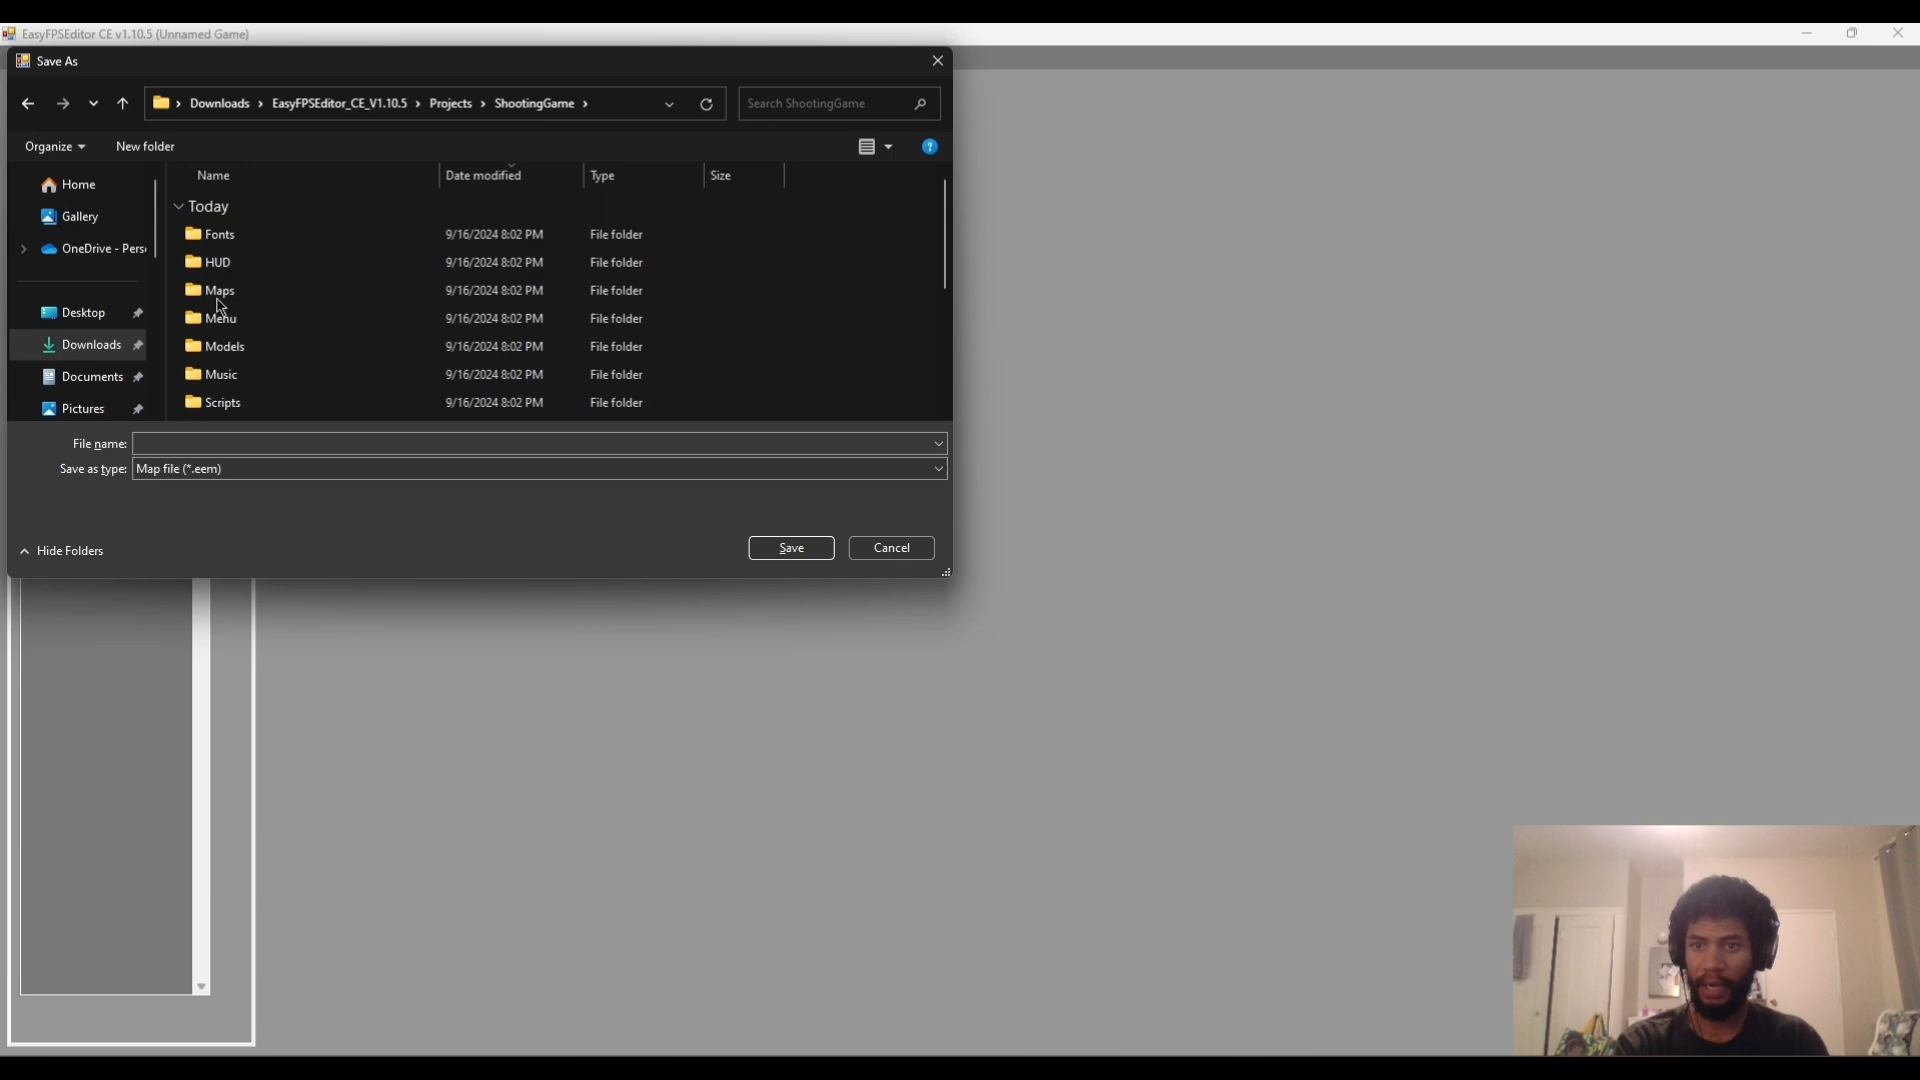 EasyFPSEditor CE v1.10.5 (Unnamed Game)
Save As
Downloads EasyFPSEditor_CE_V1.10.5 Projects ShootingGame
Search ShootingGame
Organize New folder
Name Date modified Type Size
Home
Gallery
OneDrive - Pers
Desktop
Downloads
Documents
Pictures
Today
Fonts 9/16/2024 8:02 PM File folder
HUD 9/16/2024 8:02 PM File folder
Maps 9/16/2024 8:02 PM File folder
Menu 9/16/2024 8:02 PM File folder
Models 9/16/2024 8:02 PM File folder
Music 9/16/2024 8:02 PM File folder
Scripts 9/16/2024 8:02 PM File folder
File name:
Save as type: Map file (*.eem)
Hide Folders
Save Cancel